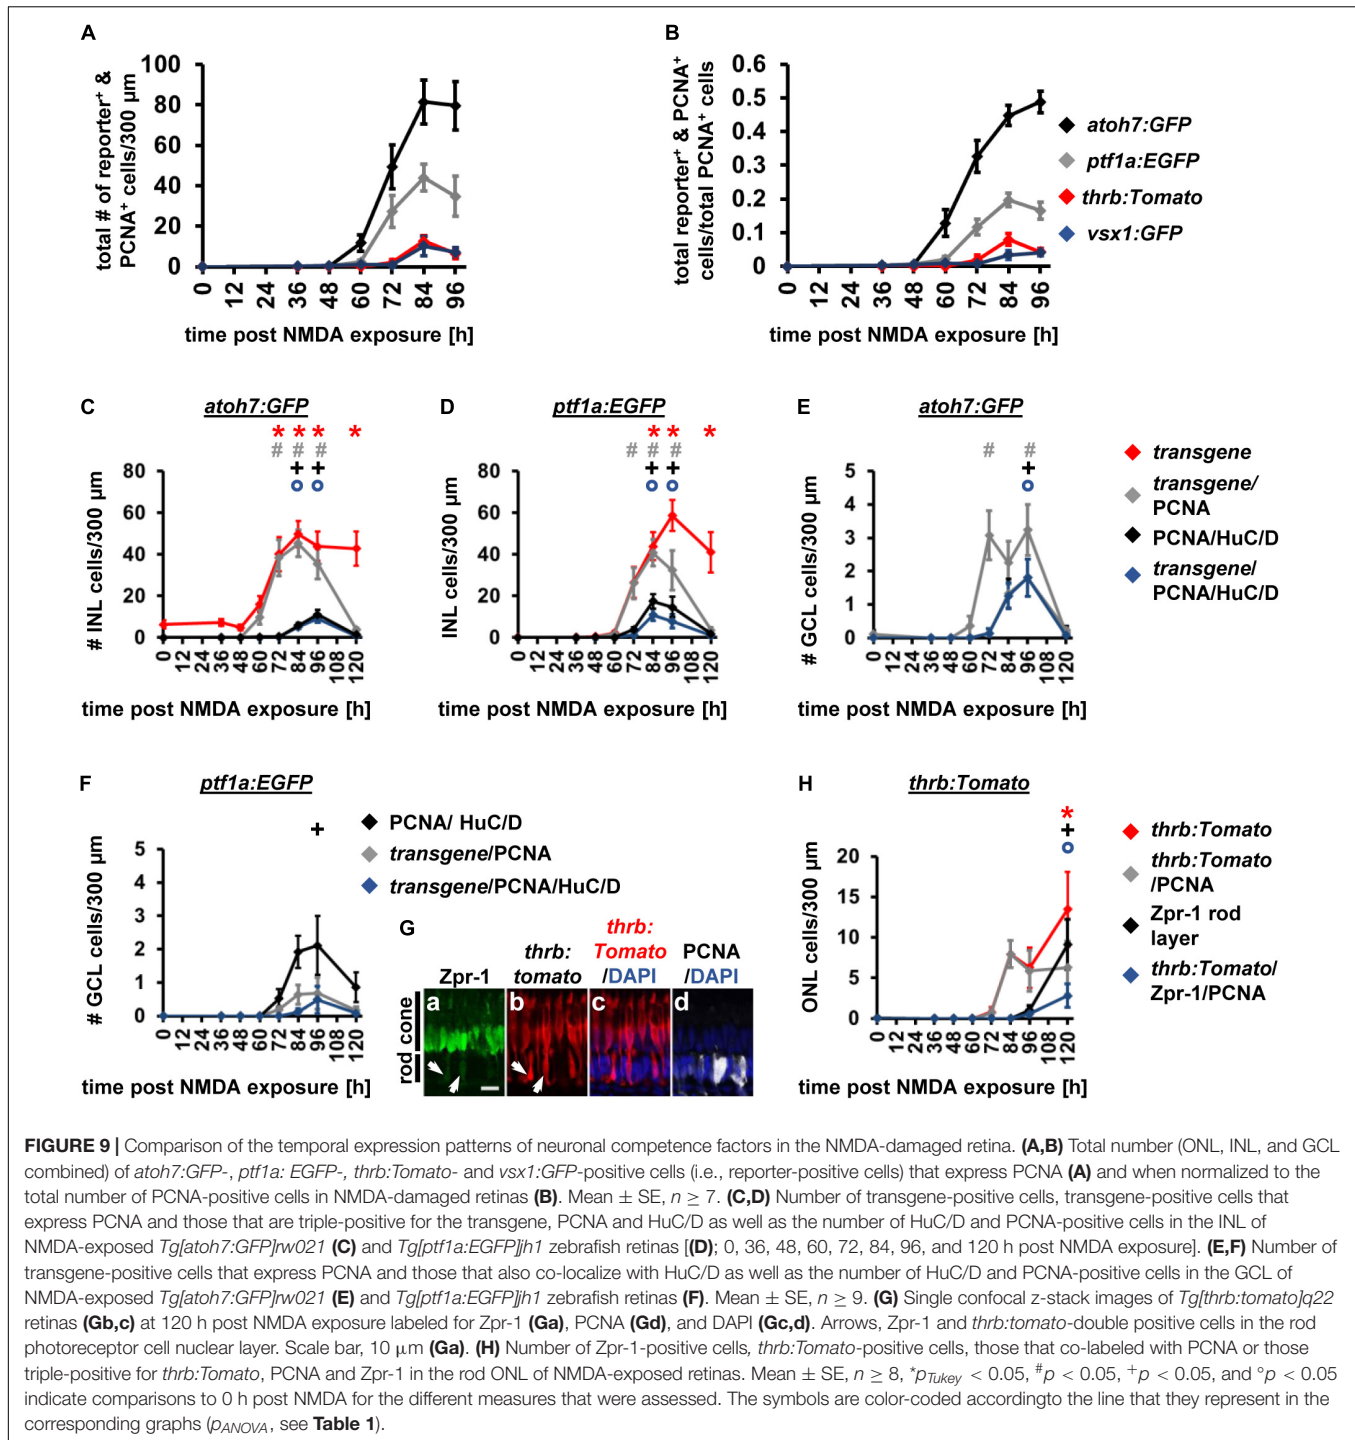 A
total # of reporter⁺ &
PCNA⁺ cells/300 µm
100
80
60
40
20
0
0 12 24 36 48 60 72 84 96
time post NMDA exposure [h]
B
total reporter⁺ & PCNA⁺
cells/total PCNA⁺ cells
0.6
0.5
0.4
0.3
0.2
0.1
0
0 12 24 36 48 60 72 84 96
time post NMDA exposure [h]
atoh7:GFP
ptf1a:EGFP
thrb:Tomato
vsx1:GFP
C
atoh7:GFP
* * * *
# # #
+ +
# INL cells/300 µm
80
60
40
20
0
0 12 24 36 48 60 72 84 96 108 120
time post NMDA exposure [h]
D
ptf1a:EGFP
* * *
# # #
+ +
INL cells/300 µm
80
60
40
20
0
0 12 24 36 48 60 72 84 96 108 120
time post NMDA exposure [h]
E
atoh7:GFP
# #
+
# GCL cells/300 µm
5
4
3
2
1
0
0 12 24 36 48 60 72 84 96 108 120
time post NMDA exposure [h]
transgene
transgene/
PCNA
PCNA/HuC/D
transgene/
PCNA/HuC/D
F
ptf1a:EGFP
+
# GCL cells/300 µm
5
4
3
2
1
0
0 12 24 36 48 60 72 84 96 108 120
time post NMDA exposure [h]
PCNA/ HuC/D
transgene/PCNA
transgene/PCNA/HuC/D
G
Zpr-1
thrb:
tomato
thrb:
Tomato
/DAPI
PCNA
/DAPI
rod cone
a b c d
H
thrb:Tomato
*
+
ONL cells/300 µm
20
15
10
5
0
0 12 24 36 48 60 72 84 96 108 120
time post NMDA exposure [h]
thrb:Tomato
thrb:Tomato
/PCNA
Zpr-1 rod
layer
thrb:Tomato/
Zpr-1/PCNA
FIGURE 9 | Comparison of the temporal expression patterns of neuronal competence factors in the NMDA-damaged retina. (A,B) Total number (ONL, INL, and GCL
combined) of atoh7:GFP-, ptf1a: EGFP-, thrb:Tomato- and vsx1:GFP-positive cells (i.e., reporter-positive cells) that express PCNA (A) and when normalized to the
total number of PCNA-positive cells in NMDA-damaged retinas (B). Mean ± SE, n ≥ 7. (C,D) Number of transgene-positive cells, transgene-positive cells that
express PCNA and those that are triple-positive for the transgene, PCNA and HuC/D as well as the number of HuC/D and PCNA-positive cells in the INL of
NMDA-exposed Tg[atoh7:GFP]rw021 (C) and Tg[ptf1a:EGFP]jh1 zebrafish retinas [(D); 0, 36, 48, 60, 72, 84, 96, and 120 h post NMDA exposure]. (E,F) Number of
transgene-positive cells that express PCNA and those that also co-localize with HuC/D as well as the number of HuC/D and PCNA-positive cells in the GCL of
NMDA-exposed Tg[atoh7:GFP]rw021 (E) and Tg[ptf1a:EGFP]jh1 zebrafish retinas (F). Mean ± SE, n ≥ 9. (G) Single confocal z-stack images of Tg[thrb:tomato]q22
retinas (Gb,c) at 120 h post NMDA exposure labeled for Zpr-1 (Ga), PCNA (Gd), and DAPI (Gc,d). Arrows, Zpr-1 and thrb:tomato-double positive cells in the rod
photoreceptor cell nuclear layer. Scale bar, 10 µm (Ga). (H) Number of Zpr-1-positive cells, thrb:Tomato-positive cells, those that co-labeled with PCNA or those
triple-positive for thrb:Tomato, PCNA and Zpr-1 in the rod ONL of NMDA-exposed retinas. Mean ± SE, n ≥ 8, *pTukey < 0.05, #p < 0.05, +p < 0.05, and °p < 0.05
indicate comparisons to 0 h post NMDA for the different measures that were assessed. The symbols are color-coded accordingto the line that they represent in the
corresponding graphs (pANOVA, see Table 1).